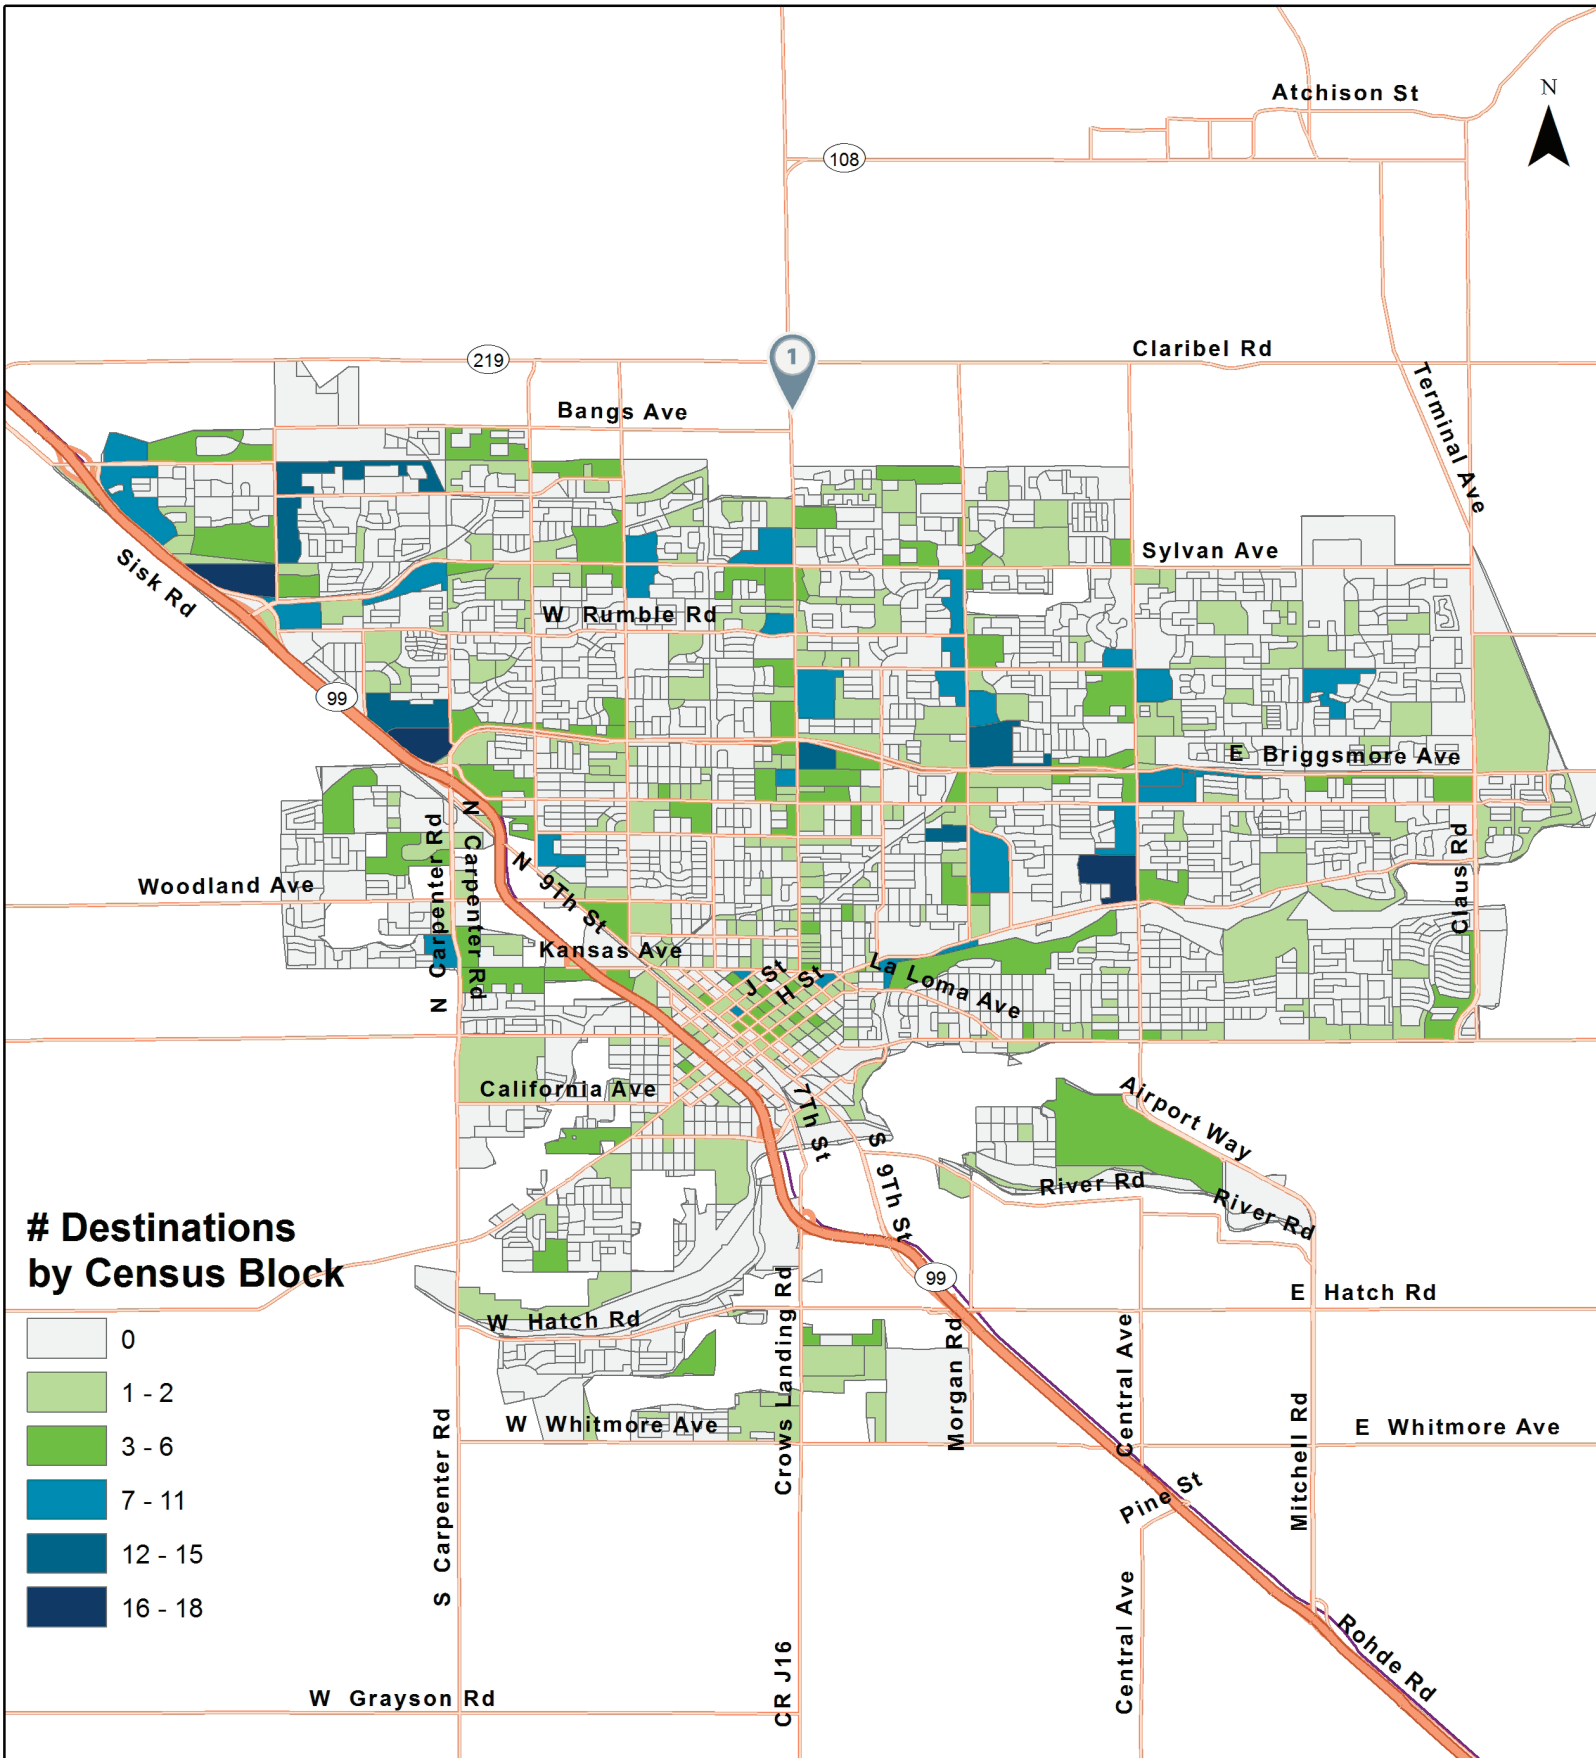 Atchison St
N
108
Claribel Rd
219
1
Terminal Ave
Bangs Ave
Sylvan Ave
Sisk Rd
W Rumble Rd
99
E Briggsmore Ave
N Carpenter Rd
N Carpenter Rd
N 9Th St
Claus Rd
Woodland Ave
Kansas Ave
J St
H St
La Loma Ave
California Ave
7Th St
Airport Way
S 9Th St
River Rd
River Rd
# Destinations
by Census Block
99
E Hatch Rd
W Hatch Rd
0
1 - 2
3 - 6
7 - 11
12 - 15
16 - 18
Crows Landing Rd
Morgan Rd
Central Ave
Mitchell Rd
W Whitmore Ave
E Whitmore Ave
S Carpenter Rd
Pine St
Central Ave
Rohde Rd
CR J16
W Grayson Rd